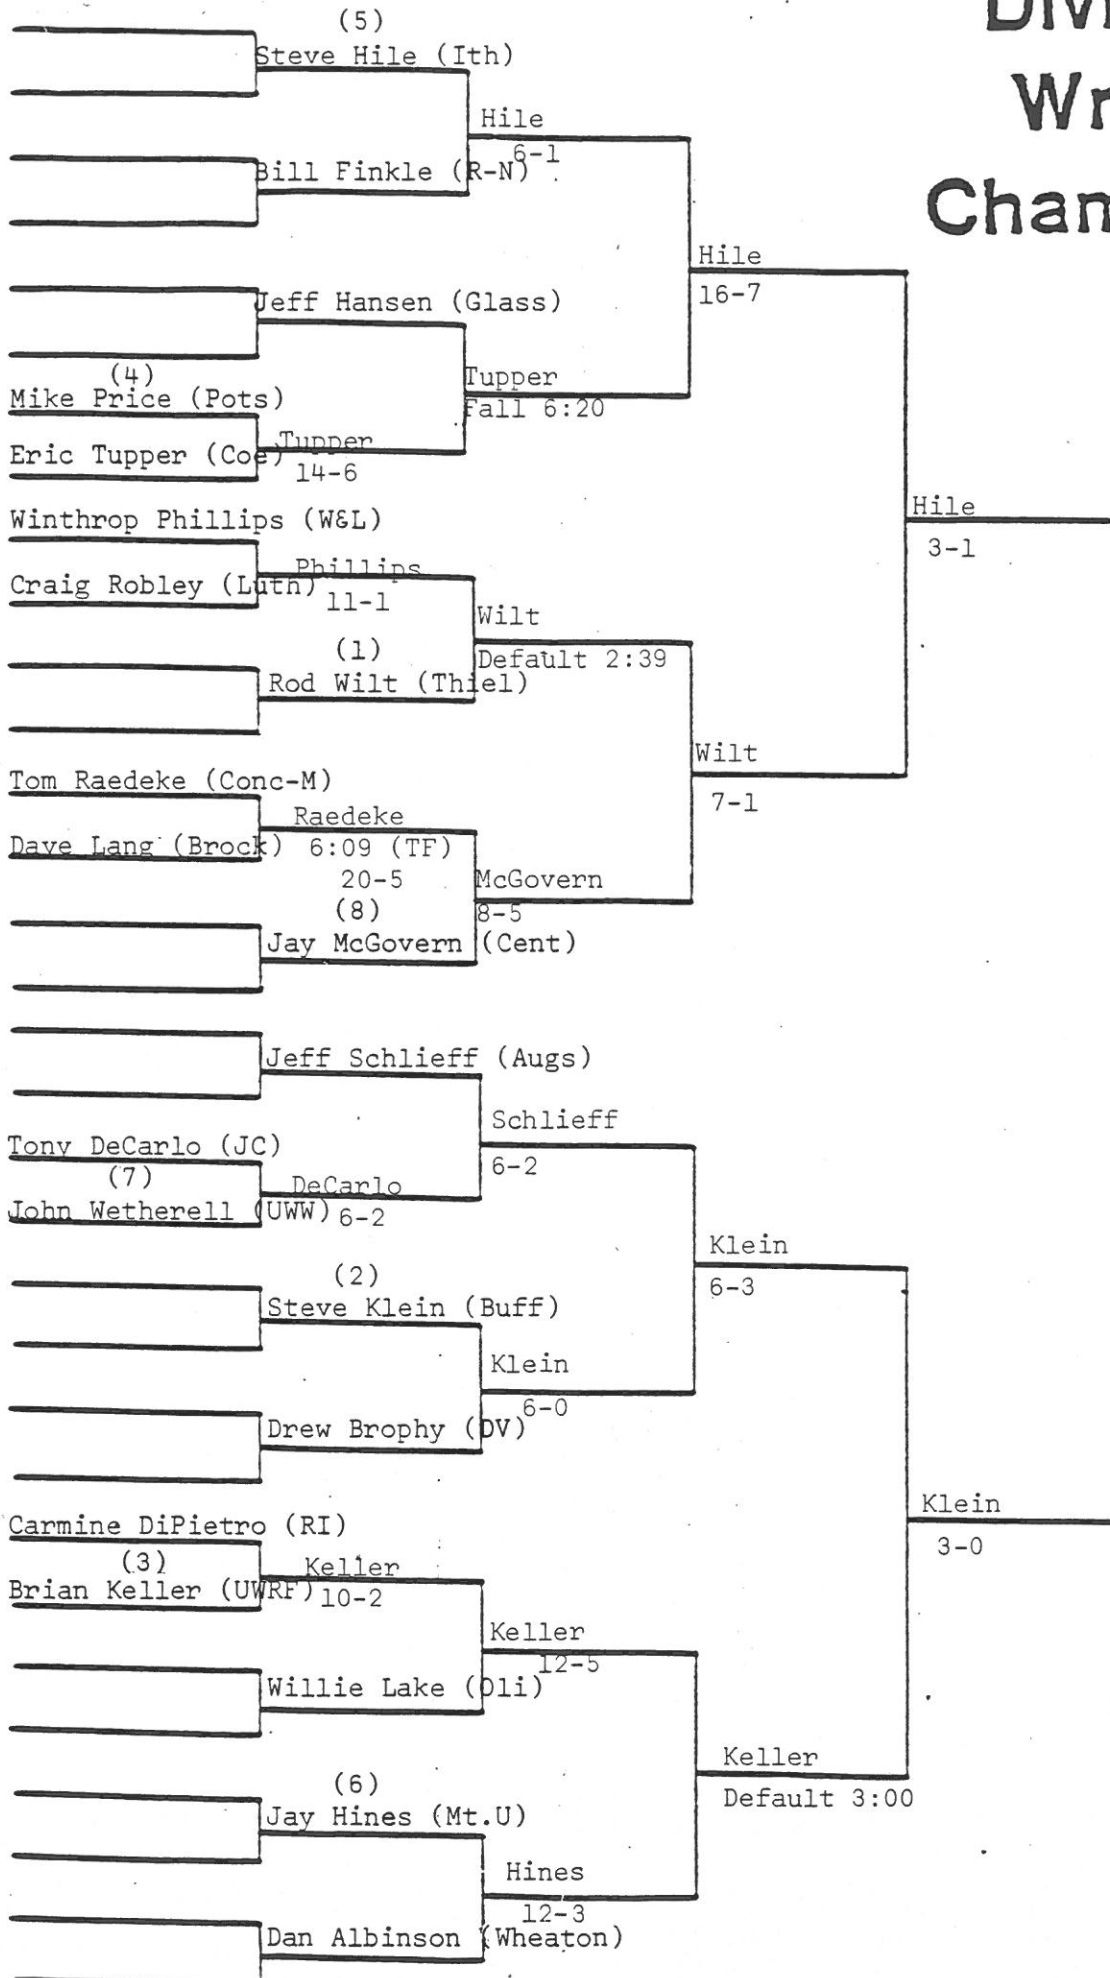 DIVI
Wr
Cham
(5)
Steve Hile (Ith)
Hile
6-1
Bill Finkle (R-N)
Hile
16-7
Jeff Hansen (Glass)
Tupper
Fall 6:20
(4)
Mike Price (Pots)
Tupper
14-6
Eric Tupper (Coe)
Hile
3-1
Winthrop Phillips (W&L)
Phillips
11-1
Craig Robley (Luth)
Wilt
Default 2:39
(1)
Rod Wilt (Thiel)
Wilt
7-1
Tom Raedeke (Conc-M)
Raedeke
6:09 (TF)
20-5
Dave Lang (Brock)
McGovern
8-5
(8)
Jay McGovern (Cent)
Jeff Schlieff (Augs)
Schlieff
6-2
Tony DeCarlo (JC)
(7)
DeCarlo
6-2
John Wetherell (UWW)
Klein
6-3
(2)
Steve Klein (Buff)
Klein
6-0
Drew Brophy (DV)
Klein
3-0
Carmine DiPietro (RI)
(3)
Keller
10-2
Brian Keller (UWRF)
Keller
12-5
Willie Lake (Oli)
Keller
Default 3:00
(6)
Jay Hines (Mt.U)
Hines
12-3
Dan Albinson (Wheaton)